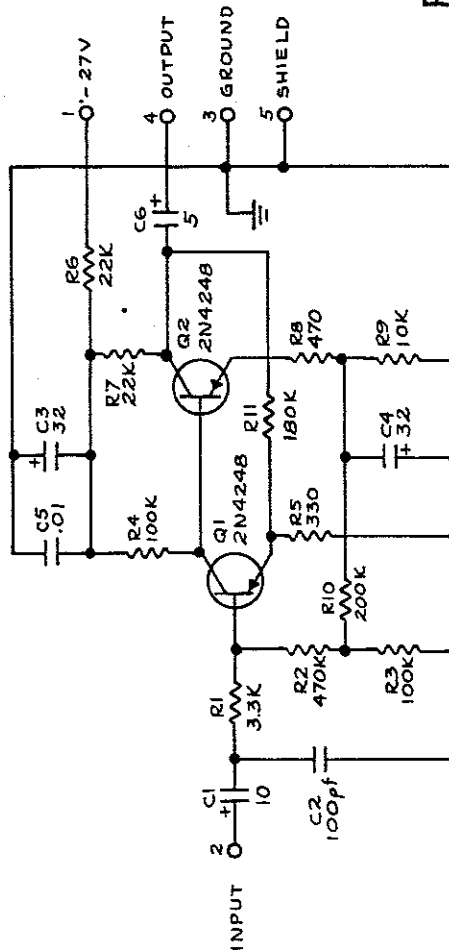 1
-27V
4
OUTPUT
3
GROUND
5
SHIELD
R6
22K
C6
+
5
C3
32
+
C5
.01
R7
22K
Q2
2N4248
R4
100K
Q1
2N4248
R11
180K
R8
470
R9
10K
R5
330
C4
32
+
R10
200K
R1
3.3K
R2
470K
R3
100K
C1
10
+
C2
100pf
2
INPUT